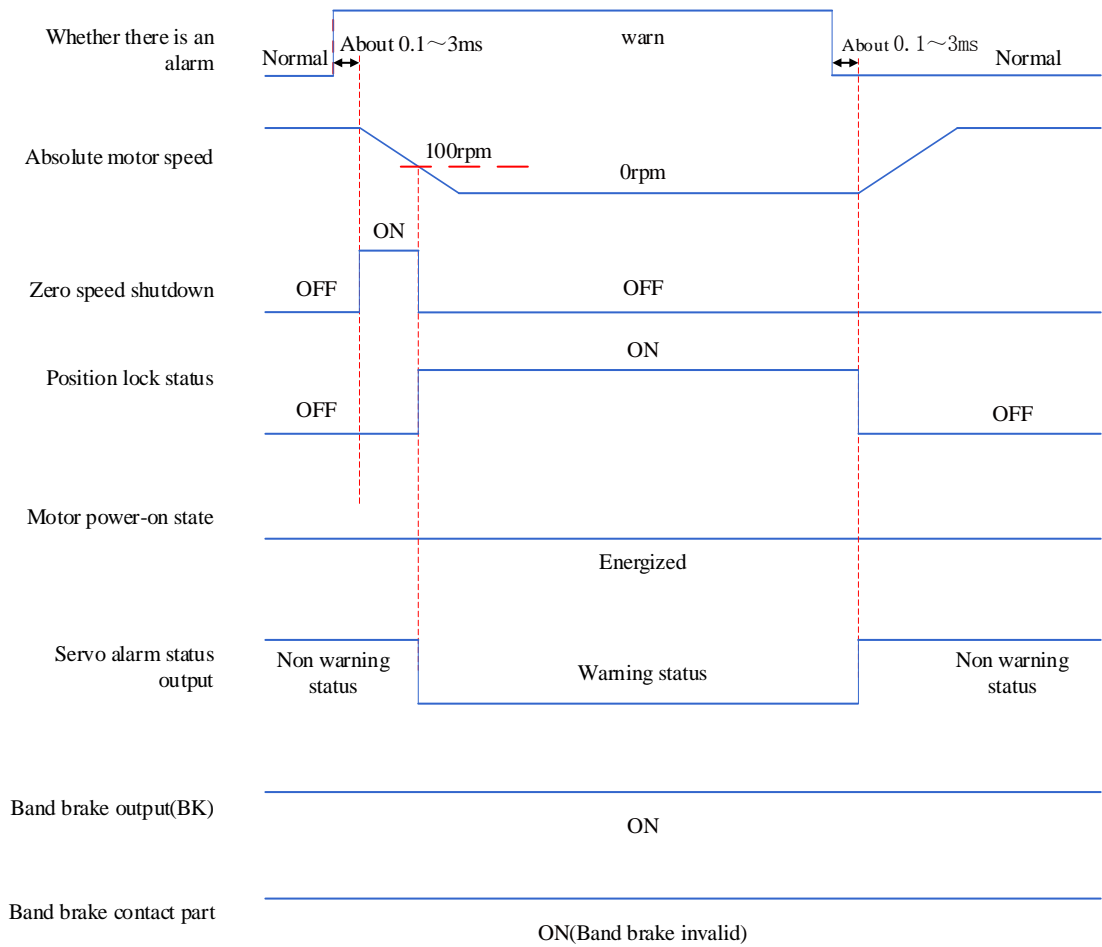 Whether there is an
alarm
Normal
About 0.1～3ms
warn
About 0.1～3ms
Normal
Absolute motor speed
100rpm
0rpm
Zero speed shutdown
OFF
ON
OFF
Position lock status
OFF
ON
OFF
Motor power-on state
Energized
Servo alarm status
output
Non warning
status
Warning status
Non warning
status
Band brake output(BK)
ON
Band brake contact part
ON(Band brake invalid)